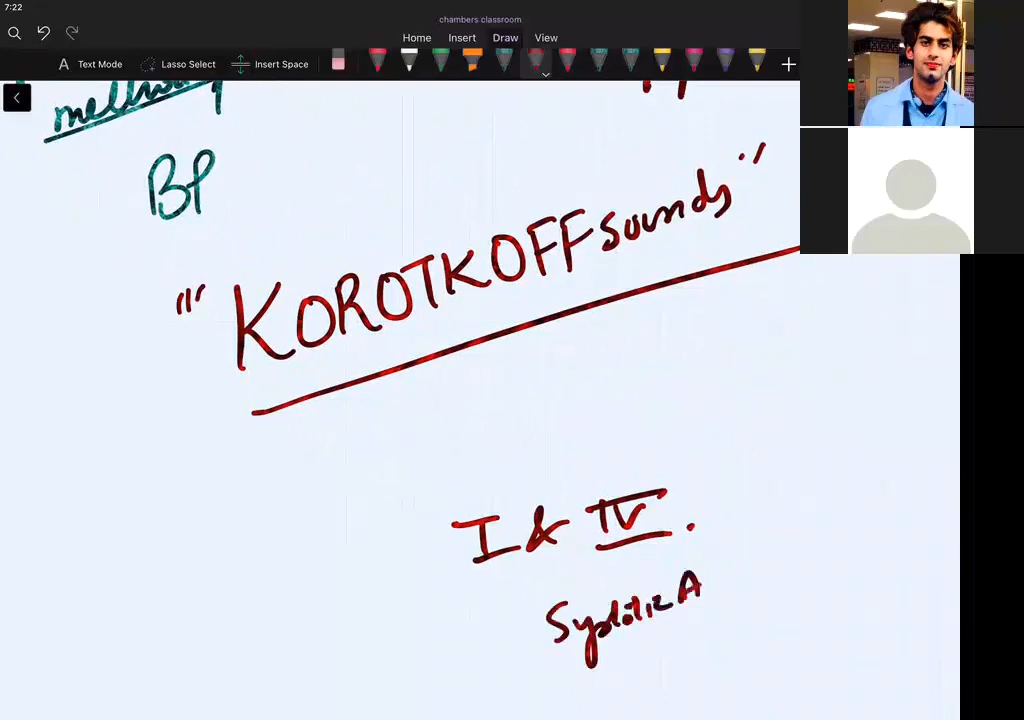 7:22
chambers classroom
Home Insert Draw View
A Text Mode Lasso Select Insert Space
BP
"' KOROTKOFF sounds "
I & IV.
Systolic A